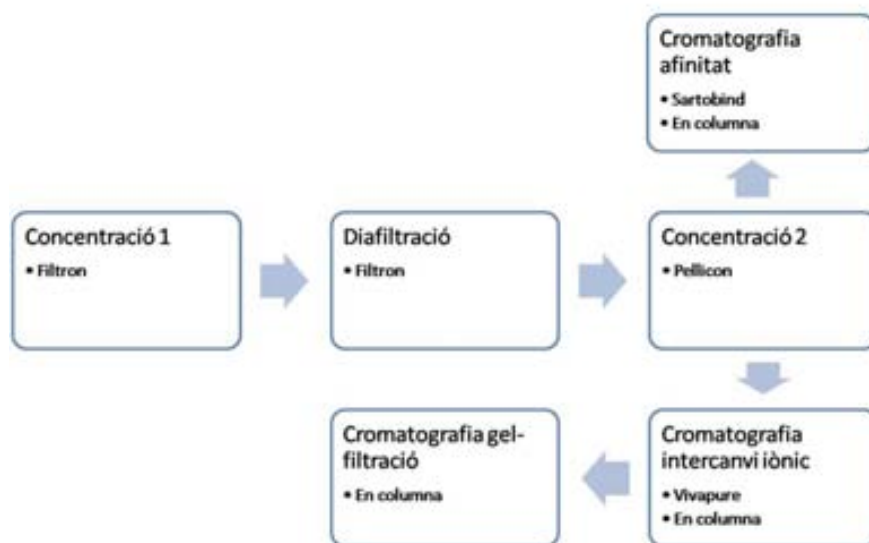 Cromatografia
afinitat
• Sartobind
• En columna
Concentració 1
• Filtron
Diafiltració
• Filtron
Concentració 2
• Pellicon
Cromatografia gel-
filtració
• En columna
Cromatografia
intercanvi iònic
• Vivapure
• En columna